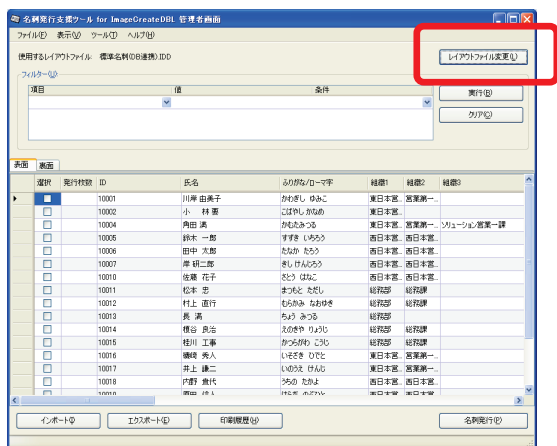 名刺発行支援ツール for ImageCreateDBL 管理者画面
ファイル(F) 表示(V) ツール(T) ヘルプ(H)
使用するレイアウトファイル: 標準名刺(DB連携).IDD
レイアウトファイル変更(L)
フィルター(U)
項目 値 条件
実行(R)
クリア(C)
表面 裏面
選択 発行枚数 ID 氏名 ふりがな/ローマ字 組織1 組織2 組織3
10001 川岸 由美子 かわぎし ゆみこ 東日本営... 営業第一...
10002 小 林 要 こばやし かなめ 東日本営...
10004 角田 満 かくたみつる 東日本営... 営業第一... ソリューション営業一課
10005 鈴木 一郎 すずき いちろう 西日本営... 西日本営...
10006 田中 太郎 たなか たろう 西日本営... 西日本営...
10007 岸 研二郎 きし けんじろう 西日本営... 西日本営...
10010 佐藤 花子 さとう はなこ 西日本営... 西日本営...
10011 松本 忠 まつもと ただし 総務部 総務課
10012 村上 直行 むらかみ なおゆき 総務部 総務課
10013 長 満 ちょう みつる 総務部
10014 榎谷 良治 えのきや りょうじ 総務部 総務課
10015 桂川 工事 かつらがわ こうじ 総務部 総務課
10016 磯崎 秀人 いそざき ひでと 東日本営... 営業第一...
10017 井上 謙二 いのうえ けんじ 東日本営... 営業第一...
10018 内野 貴代 うちの たかよ 西日本営... 西日本営...
インポート(I) エクスポート(E) 印刷履歴(H) 名刺発行(P)